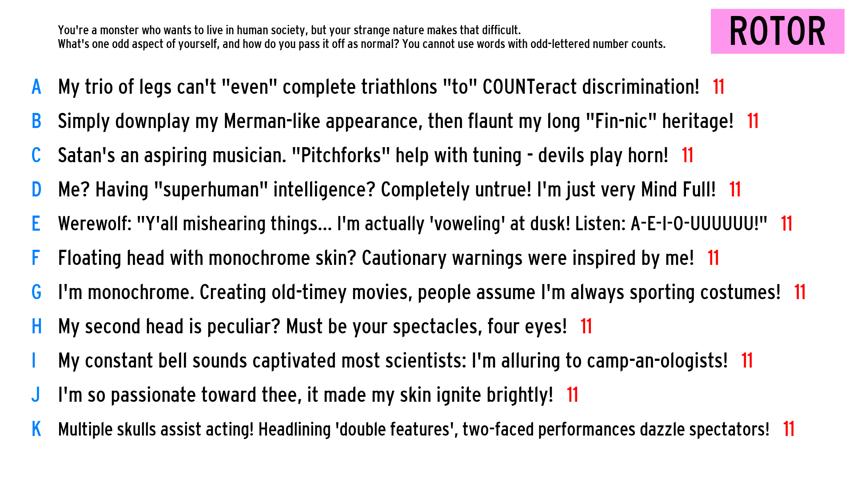 You're a monster who wants to live in human society, but your strange nature makes that difficult.
What's one odd aspect of yourself, and how do you pass it off as normal? You cannot use words with odd-lettered number counts.
ROTOR
A My trio of legs can't "even" complete triathlons "to" COUNTeract discrimination! 11
B Simply downplay my Merman-like appearance, then flaunt my long "Fin-nic" heritage! 11
C Satan's an aspiring musician. "Pitchforks" help with tuning - devils play horn! 11
D Me? Having "superhuman" intelligence? Completely untrue! I'm just very Mind Full! 11
E Werewolf: "Y'all mishearing things... I'm actually 'voweling' at dusk! Listen: A-E-I-O-UUUUUU!" 11
F Floating head with monochrome skin? Cautionary warnings were inspired by me! 11
G I'm monochrome. Creating old-timey movies, people assume I'm always sporting costumes! 11
H My second head is peculiar? Must be your spectacles, four eyes! 11
I My constant bell sounds captivated most scientists: I'm alluring to camp-an-ologists! 11
J I'm so passionate toward thee, it made my skin ignite brightly! 11
K Multiple skulls assist acting! Headlining 'double features', two-faced performances dazzle spectators! 11